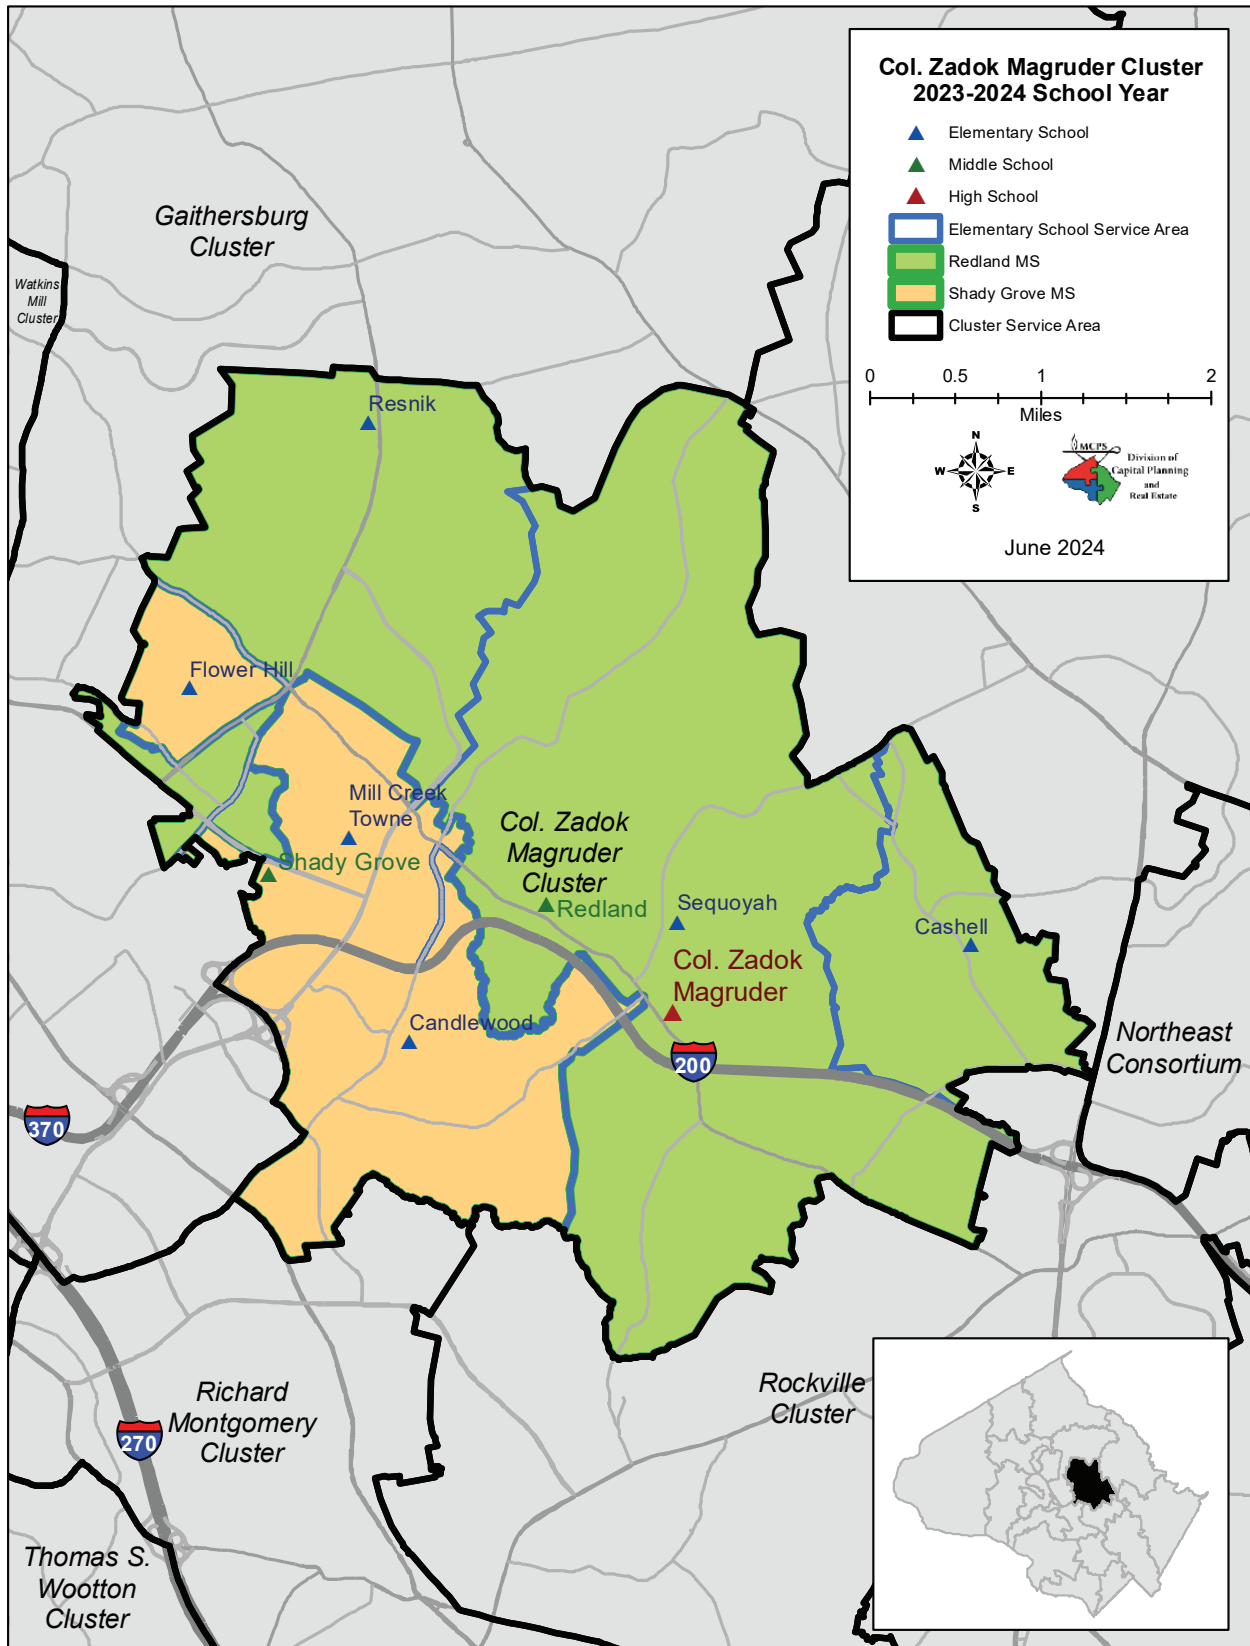 Col. Zadok Magruder Cluster
2023-2024 School Year
Elementary School
Middle School
High School
Elementary School Service Area
Redland MS
Shady Grove MS
Cluster Service Area
0 0.5 1 2
Miles
N
W E
S
MCPS
Division of
Capital Planning
and
Real Estate
June 2024
Gaithersburg
Cluster
Watkins
Mill
Cluster
Resnik
Flower Hill
Mill Creek
Towne
Shady Grove
Col. Zadok
Magruder
Cluster
Redland
Sequoyah
Cashell
Col. Zadok
Magruder
Candlewood
200
370
Northeast
Consortium
270
Richard
Montgomery
Cluster
Rockville
Cluster
Thomas S.
Wootton
Cluster